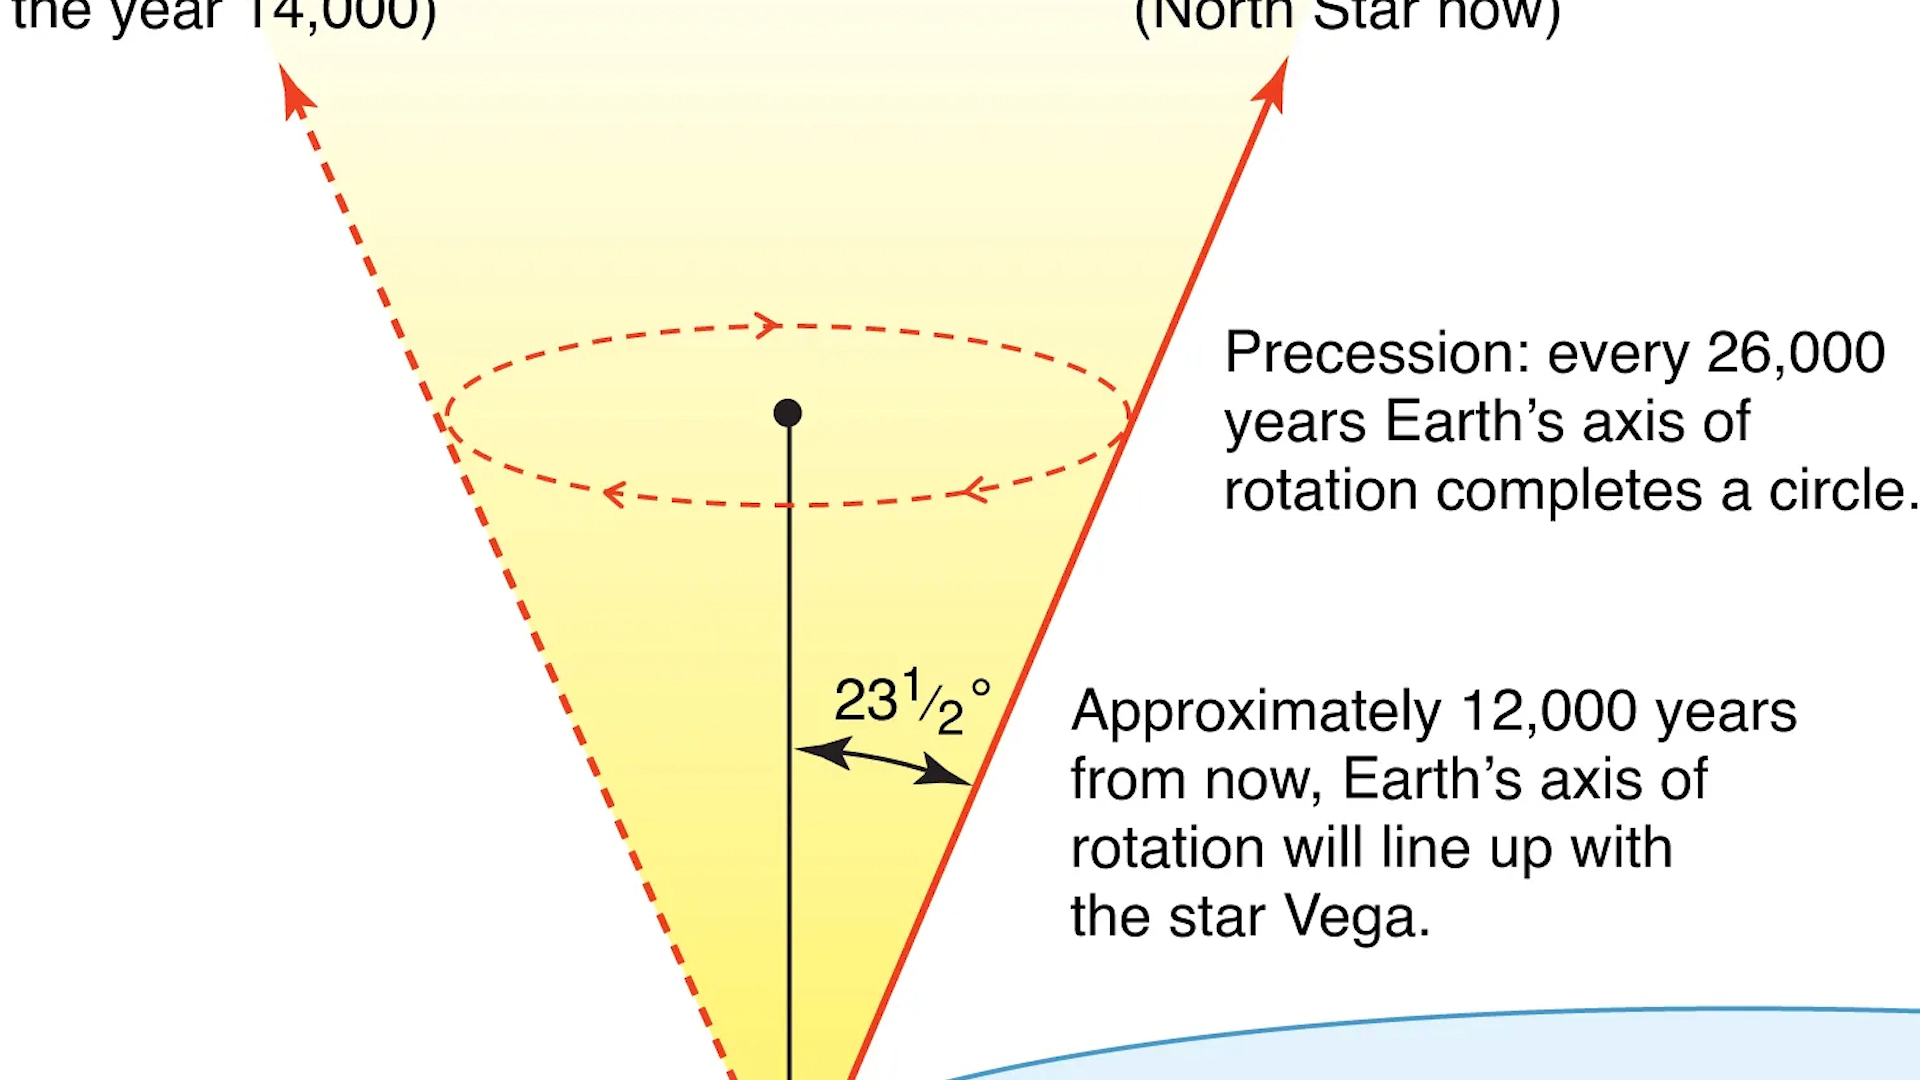 the year 14,000)
(North Star now)
Precession: every 26,000
years Earth’s axis of
rotation completes a circle.
23½°
Approximately 12,000 years
from now, Earth’s axis of
rotation will line up with
the star Vega.